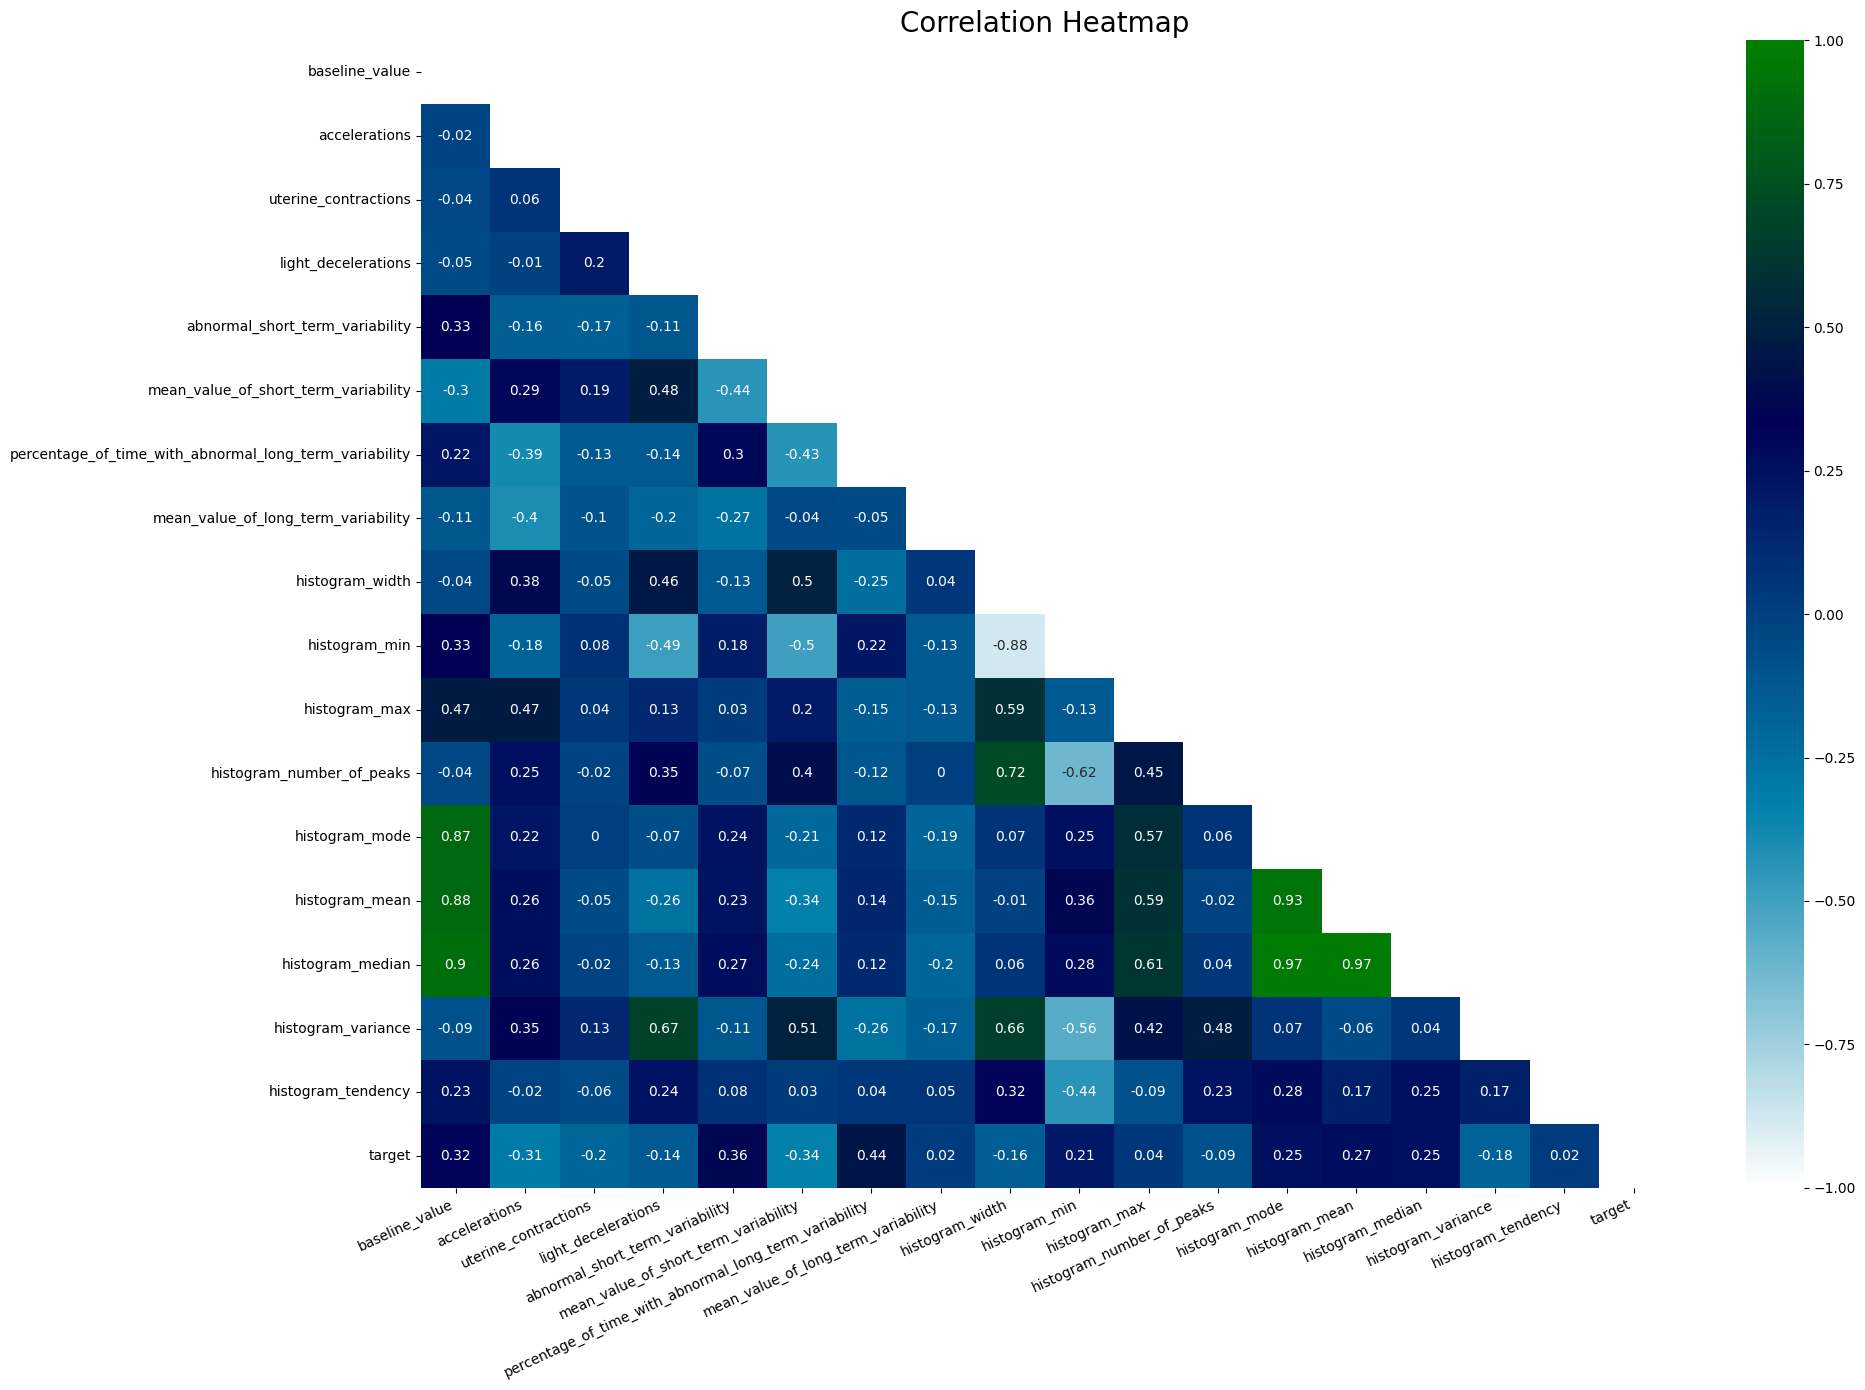 Correlation Heatmap
baseline_value
accelerations -0.02
uterine_contractions -0.04 0.06
light_decelerations -0.05 -0.01 0.2
abnormal_short_term_variability 0.33 -0.16 -0.17 -0.11
mean_value_of_short_term_variability -0.3 0.29 0.19 0.48 -0.44
percentage_of_time_with_abnormal_long_term_variability 0.22 -0.39 -0.13 -0.14 0.3 -0.43
mean_value_of_long_term_variability -0.11 -0.4 -0.1 -0.2 -0.27 -0.04 -0.05
histogram_width -0.04 0.38 -0.05 0.46 -0.13 0.5 -0.25 0.04
histogram_min 0.33 -0.18 0.08 -0.49 0.18 -0.5 0.22 -0.13 -0.88
histogram_max 0.47 0.47 0.04 0.13 0.03 0.2 -0.15 -0.13 0.59 -0.13
histogram_number_of_peaks -0.04 0.25 -0.02 0.35 -0.07 0.4 -0.12 0 0.72 -0.62 0.45
histogram_mode 0.87 0.22 0 -0.07 0.24 -0.21 0.12 -0.19 0.07 0.25 0.57 0.06
histogram_mean 0.88 0.26 -0.05 -0.26 0.23 -0.34 0.14 -0.15 -0.01 0.36 0.59 -0.02 0.93
histogram_median 0.9 0.26 -0.02 -0.13 0.27 -0.24 0.12 -0.2 0.06 0.28 0.61 0.04 0.97 0.97
histogram_variance -0.09 0.35 0.13 0.67 -0.11 0.51 -0.26 -0.17 0.66 -0.56 0.42 0.48 0.07 -0.06 0.04
histogram_tendency 0.23 -0.02 -0.06 0.24 0.08 0.03 0.04 0.05 0.32 -0.44 -0.09 0.23 0.28 0.17 0.25 0.17
target 0.32 -0.31 -0.2 -0.14 0.36 -0.34 0.44 0.02 -0.16 0.21 0.04 -0.09 0.25 0.27 0.25 -0.18 0.02
baseline_value
accelerations
uterine_contractions
light_decelerations
abnormal_short_term_variability
mean_value_of_short_term_variability
percentage_of_time_with_abnormal_long_term_variability
mean_value_of_long_term_variability
histogram_width
histogram_min
histogram_max
histogram_number_of_peaks
histogram_mode
histogram_mean
histogram_median
histogram_variance
histogram_tendency
target
1.00
0.75
0.50
0.25
0.00
−0.25
−0.50
−0.75
−1.00